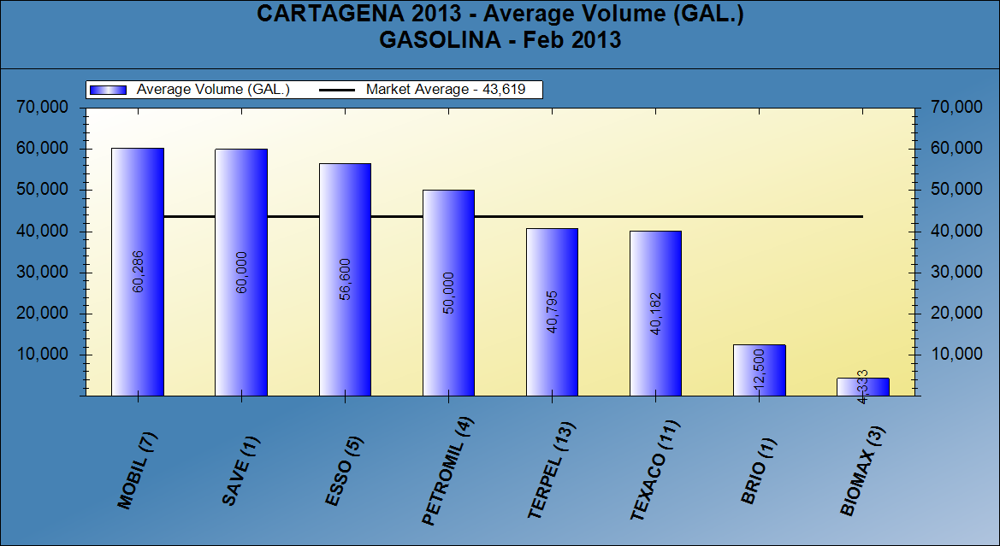 CARTAGENA 2013 - Average Volume (GAL.)
GASOLINA - Feb 2013
Average Volume (GAL.)
Market Average - 43,619
70,000
60,000
50,000
40,000
30,000
20,000
10,000
70,000
60,000
50,000
40,000
30,000
20,000
10,000
60,286
60,000
56,600
50,000
40,795
40,182
12,500
4,333
MOBIL (7)
SAVE (1)
ESSO (5)
PETROMIL (4)
TERPEL (13)
TEXACO (11)
BRIO (1)
BIOMAX (3)